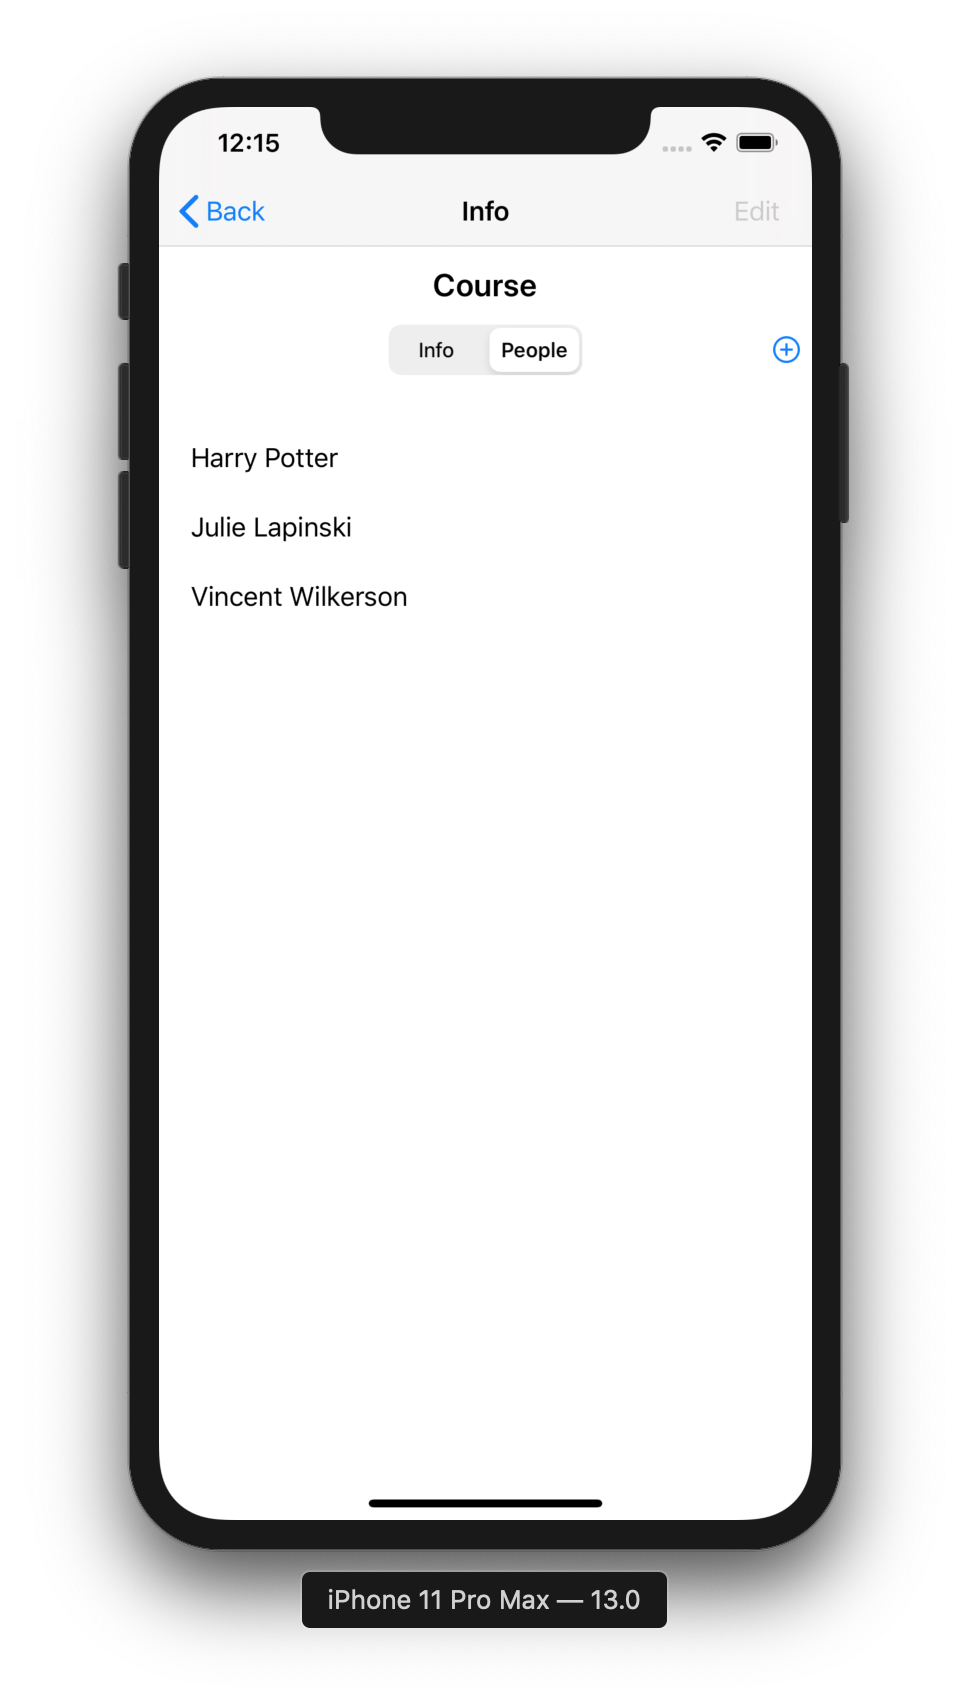 12:15
Back Info Edit
Course
Info People
Harry Potter
Julie Lapinski
Vincent Wilkerson
iPhone 11 Pro Max — 13.0